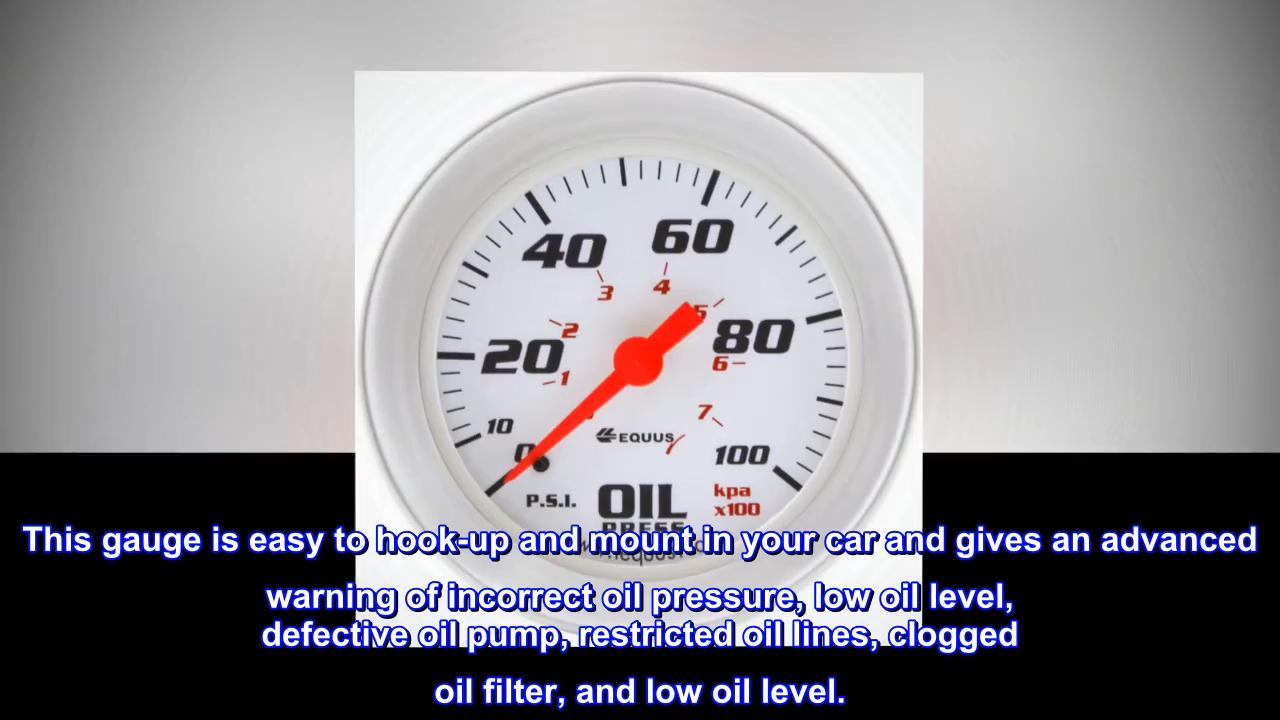 40
60
3
4
5
2
20
80
1
6
10
7
EQUUS
0
100
P.S.I.
OIL
kpa
x100
PRESS
This gauge is easy to hook-up and mount in your car and gives an advanced
warning of incorrect oil pressure, low oil level,
defective oil pump, restricted oil lines, clogged
oil filter, and low oil level.